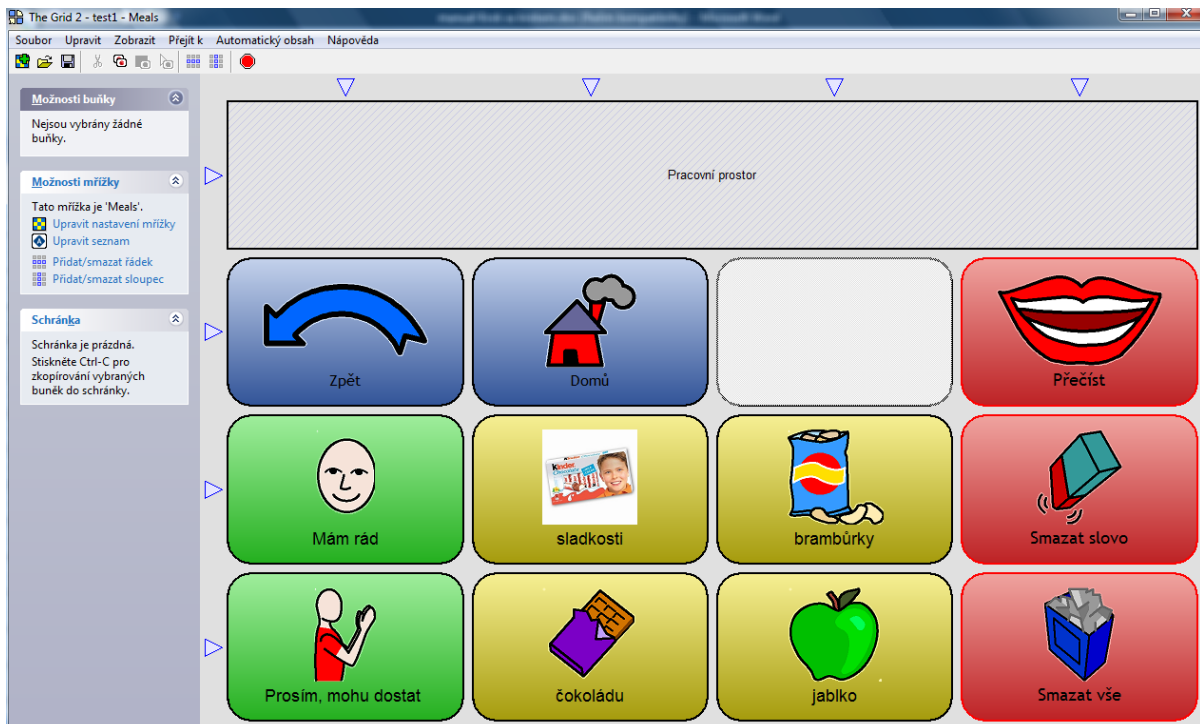 The Grid 2 - test1 - Meals
Soubor Upravit Zobrazit Přejít k Automatický obsah Nápověda
Možnosti buňky
Nejsou vybrány žádné
buňky.
Možnosti mřížky
Tato mřížka je 'Meals'.
Upravit nastavení mřížky
Upravit seznam
Přidat/smazat řádek
Přidat/smazat sloupec
Schránka
Schránka je prázdná.
Stiskněte Ctrl-C pro
zkopírování vybraných
buněk do schránky.
Pracovní prostor
Zpět
Domů
Přečíst
Mám rád
kinder
sladkosti
brambůrky
Smazat slovo
Prosím, mohu dostat
čokoládu
jablko
Smazat vše